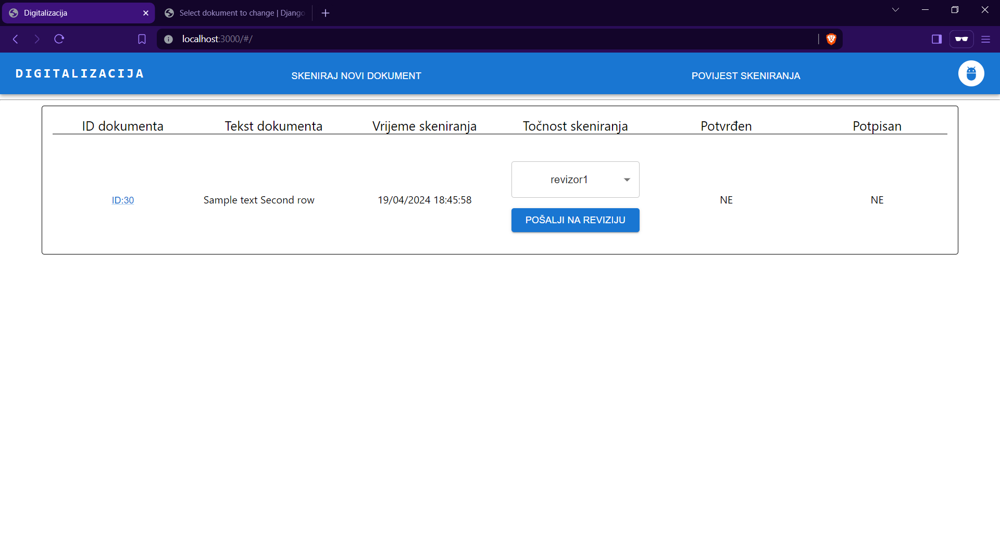 Digitalizacija
Select dokument to change | Django
localhost:3000/#/
DIGITALIZACIJA
SKENIRAJ NOVI DOKUMENT
POVIJEST SKENIRANJA
ID dokumenta
Tekst dokumenta
Vrijeme skeniranja
Točnost skeniranja
Potvrđen
Potpisan
ID:30
Sample text Second row
19/04/2024 18:45:58
revizor1
POŠALJI NA REVIZIJU
NE
NE